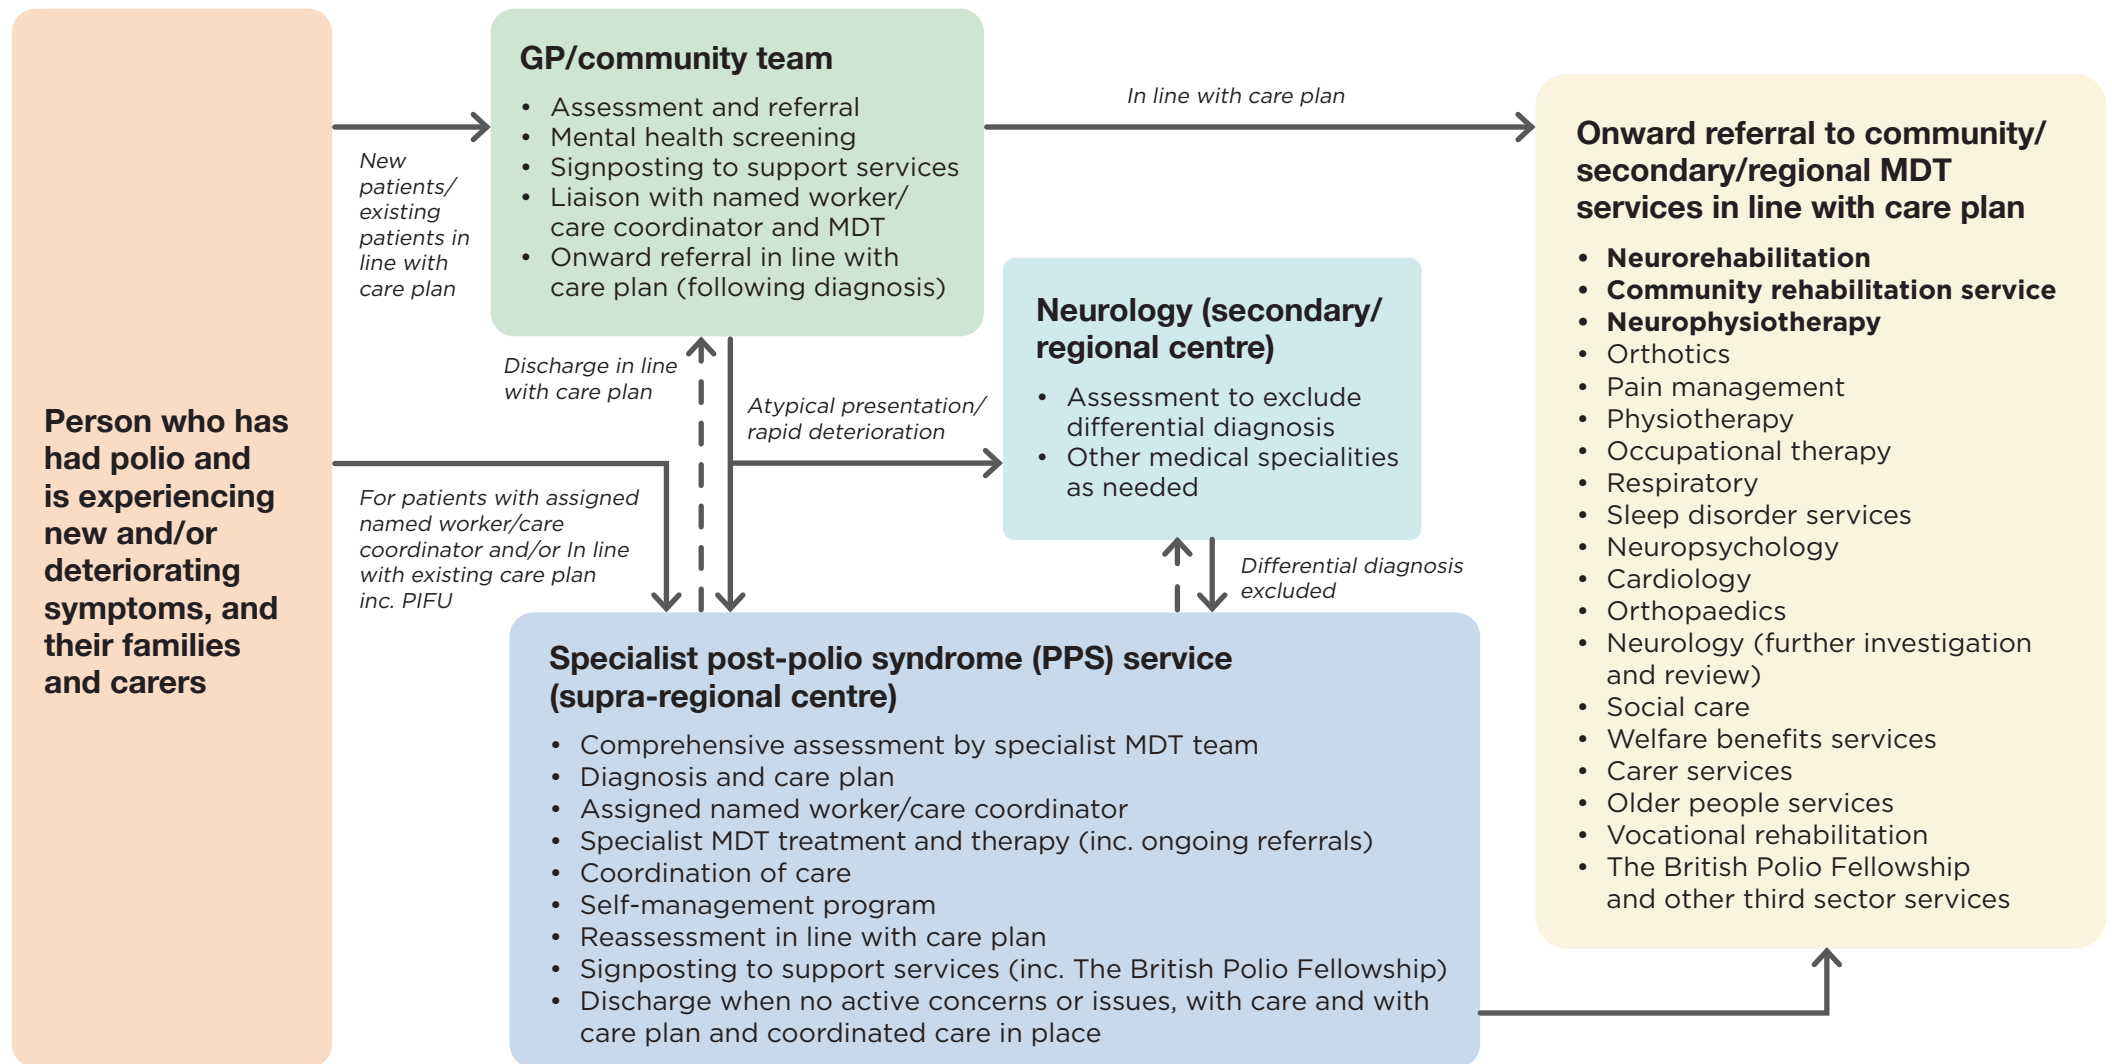 Person who has
had polio and
is experiencing
new and/or
deteriorating
symptoms, and
their families
and carers
New
patients/
existing
patients in
line with
care plan
For patients with assigned
named worker/care
coordinator and/or In line
with existing care plan
inc. PIFU
GP/community team
• Assessment and referral
• Mental health screening
• Signposting to support services
• Liaison with named worker/
care coordinator and MDT
• Onward referral in line with
care plan (following diagnosis)
In line with care plan
Discharge in line
with care plan
Atypical presentation/
rapid deterioration
Neurology (secondary/
regional centre)
• Assessment to exclude
differential diagnosis
• Other medical specialities
as needed
Differential diagnosis
excluded
Specialist post-polio syndrome (PPS) service
(supra-regional centre)
• Comprehensive assessment by specialist MDT team
• Diagnosis and care plan
• Assigned named worker/care coordinator
• Specialist MDT treatment and therapy (inc. ongoing referrals)
• Coordination of care
• Self-management program
• Reassessment in line with care plan
• Signposting to support services (inc. The British Polio Fellowship)
• Discharge when no active concerns or issues, with care and with
care plan and coordinated care in place
Onward referral to community/
secondary/regional MDT
services in line with care plan
• Neurorehabilitation
• Community rehabilitation service
• Neurophysiotherapy
• Orthotics
• Pain management
• Physiotherapy
• Occupational therapy
• Respiratory
• Sleep disorder services
• Neuropsychology
• Cardiology
• Orthopaedics
• Neurology (further investigation
and review)
• Social care
• Welfare benefits services
• Carer services
• Older people services
• Vocational rehabilitation
• The British Polio Fellowship
and other third sector services